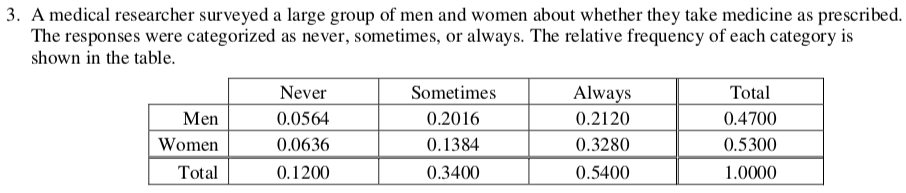 3. A medical researcher surveyed a large group of men and women about whether they take medicine as prescribed.
The responses were categorized as never, sometimes, or always. The relative frequency of each category is
shown in the table.
Never Sometimes Always Total
Men 0.0564 0.2016 0.2120 0.4700
Women 0.0636 0.1384 0.3280 0.5300
Total 0.1200 0.3400 0.5400 1.0000